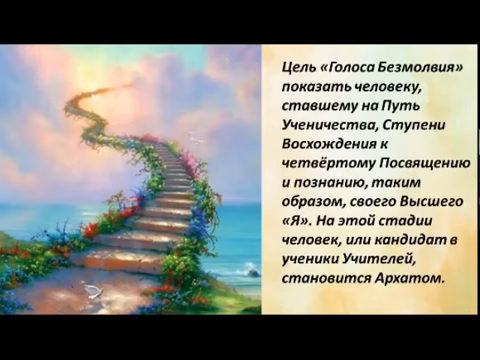 Цель «Голоса Безмолвия»
показать человеку,
ставшему на Путь
Ученичества, Ступени
Восхождения к
четвёртому Посвящению
и познанию, таким
образом, своего Высшего
«Я». На этой стадии
человек, или кандидат в
ученики Учителей,
становится Архатом.